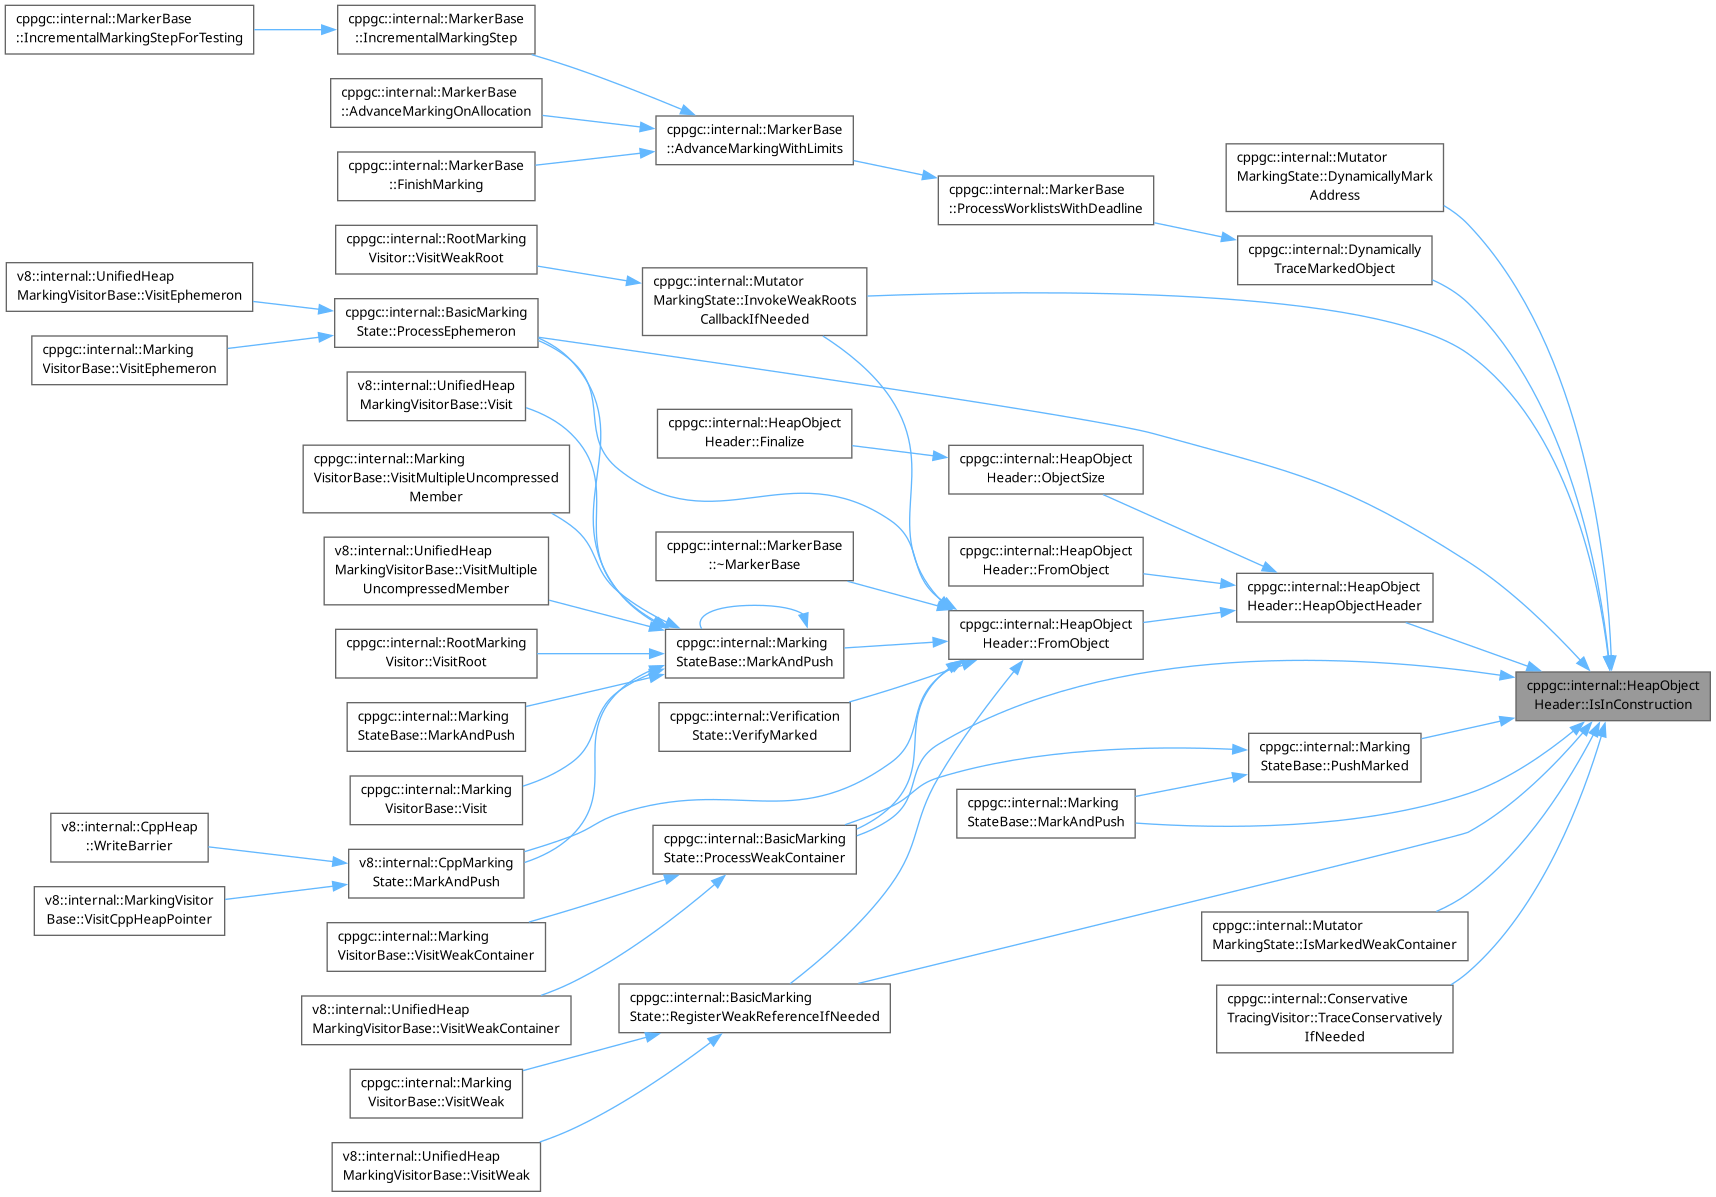 cppgc::internal::MarkerBase
::IncrementalMarkingStepForTesting
cppgc::internal::MarkerBase
::IncrementalMarkingStep
cppgc::internal::MarkerBase
::AdvanceMarkingOnAllocation
cppgc::internal::MarkerBase
::FinishMarking
cppgc::internal::MarkerBase
::AdvanceMarkingWithLimits
cppgc::internal::MarkerBase
::ProcessWorklistsWithDeadline
cppgc::internal::Mutator
MarkingState::DynamicallyMark
Address
cppgc::internal::Dynamically
TraceMarkedObject
cppgc::internal::RootMarking
Visitor::VisitWeakRoot
cppgc::internal::Mutator
MarkingState::InvokeWeakRoots
CallbackIfNeeded
v8::internal::UnifiedHeap
MarkingVisitorBase::VisitEphemeron
cppgc::internal::Marking
VisitorBase::VisitEphemeron
cppgc::internal::BasicMarking
State::ProcessEphemeron
v8::internal::UnifiedHeap
MarkingVisitorBase::Visit
cppgc::internal::Marking
VisitorBase::VisitMultipleUncompressed
Member
v8::internal::UnifiedHeap
MarkingVisitorBase::VisitMultiple
UncompressedMember
cppgc::internal::RootMarking
Visitor::VisitRoot
cppgc::internal::Marking
StateBase::MarkAndPush
cppgc::internal::Marking
VisitorBase::Visit
cppgc::internal::HeapObject
Header::Finalize
cppgc::internal::HeapObject
Header::ObjectSize
cppgc::internal::MarkerBase
::~MarkerBase
cppgc::internal::HeapObject
Header::FromObject
cppgc::internal::HeapObject
Header::HeapObjectHeader
cppgc::internal::Marking
StateBase::MarkAndPush
cppgc::internal::HeapObject
Header::FromObject
cppgc::internal::HeapObject
Header::IsInConstruction
cppgc::internal::Verification
State::VerifyMarked
cppgc::internal::Marking
StateBase::PushMarked
cppgc::internal::Marking
StateBase::MarkAndPush
v8::internal::CppHeap
::WriteBarrier
v8::internal::MarkingVisitor
Base::VisitCppHeapPointer
v8::internal::CppMarking
State::MarkAndPush
cppgc::internal::BasicMarking
State::ProcessWeakContainer
cppgc::internal::Marking
VisitorBase::VisitWeakContainer
v8::internal::UnifiedHeap
MarkingVisitorBase::VisitWeakContainer
cppgc::internal::BasicMarking
State::RegisterWeakReferenceIfNeeded
cppgc::internal::Mutator
MarkingState::IsMarkedWeakContainer
cppgc::internal::Conservative
TracingVisitor::TraceConservatively
IfNeeded
cppgc::internal::Marking
VisitorBase::VisitWeak
v8::internal::UnifiedHeap
MarkingVisitorBase::VisitWeak